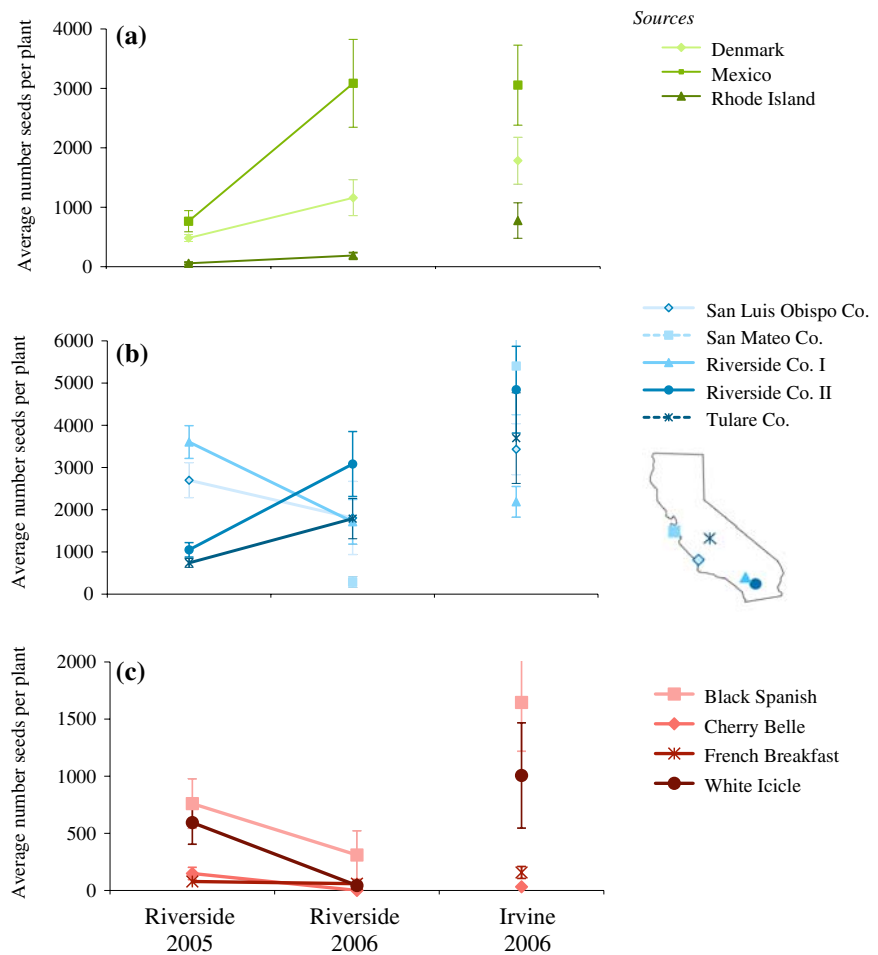 Sources
(a)
Average number seeds per plant
4000
3000
2000
1000
0
Denmark
Mexico
Rhode Island
(b)
Average number seeds per plant
6000
5000
4000
3000
2000
1000
0
San Luis Obispo Co.
San Mateo Co.
Riverside Co. I
Riverside Co. II
Tulare Co.
(c)
Average number seeds per plant
2000
1500
1000
500
0
Black Spanish
Cherry Belle
French Breakfast
White Icicle
Riverside
2005
Riverside
2006
Irvine
2006